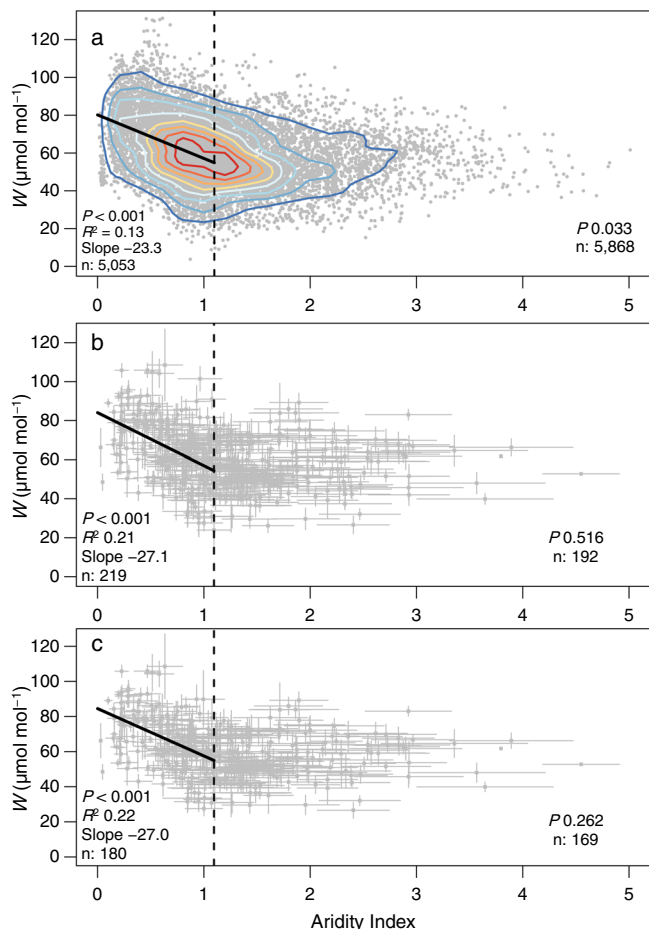 a
W (µmol mol⁻¹)
120
100
80
60
40
20
0
P < 0.001
R² = 0.13
Slope −23.3
n: 5,053
P 0.033
n: 5,868
0 1 2 3 4 5
b
W (µmol mol⁻¹)
120
100
80
60
40
20
0
P < 0.001
R² 0.21
Slope −27.1
n: 219
P 0.516
n: 192
0 1 2 3 4 5
c
W (µmol mol⁻¹)
120
100
80
60
40
20
0
P < 0.001
R² 0.22
Slope −27.0
n: 180
P 0.262
n: 169
0 1 2 3 4 5
Aridity Index